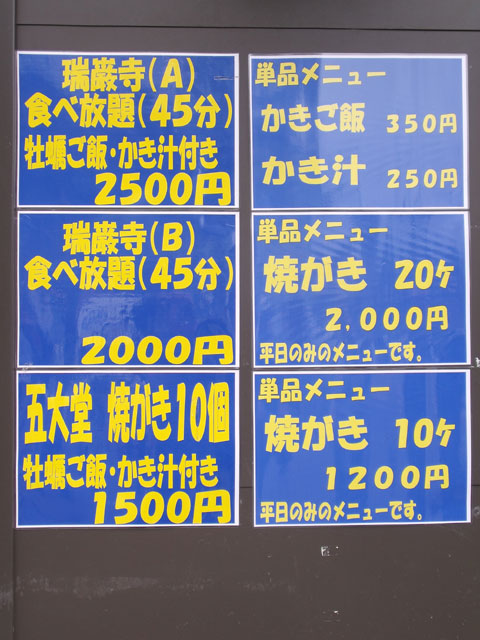 瑞巌寺(A)
食べ放題(45分)
牡蠣ご飯・かき汁付き
2500円
瑞巌寺(B)
食べ放題(45分)
2000円
五大堂 焼がき10個
牡蠣ご飯・かき汁付き
1500円
単品メニュー
かきご飯 350円
かき汁 250円
単品メニュー
焼がき 20ヶ
2,000円
平日のみのメニューです。
単品メニュー
焼がき 10ヶ
1200円
平日のみのメニューです。